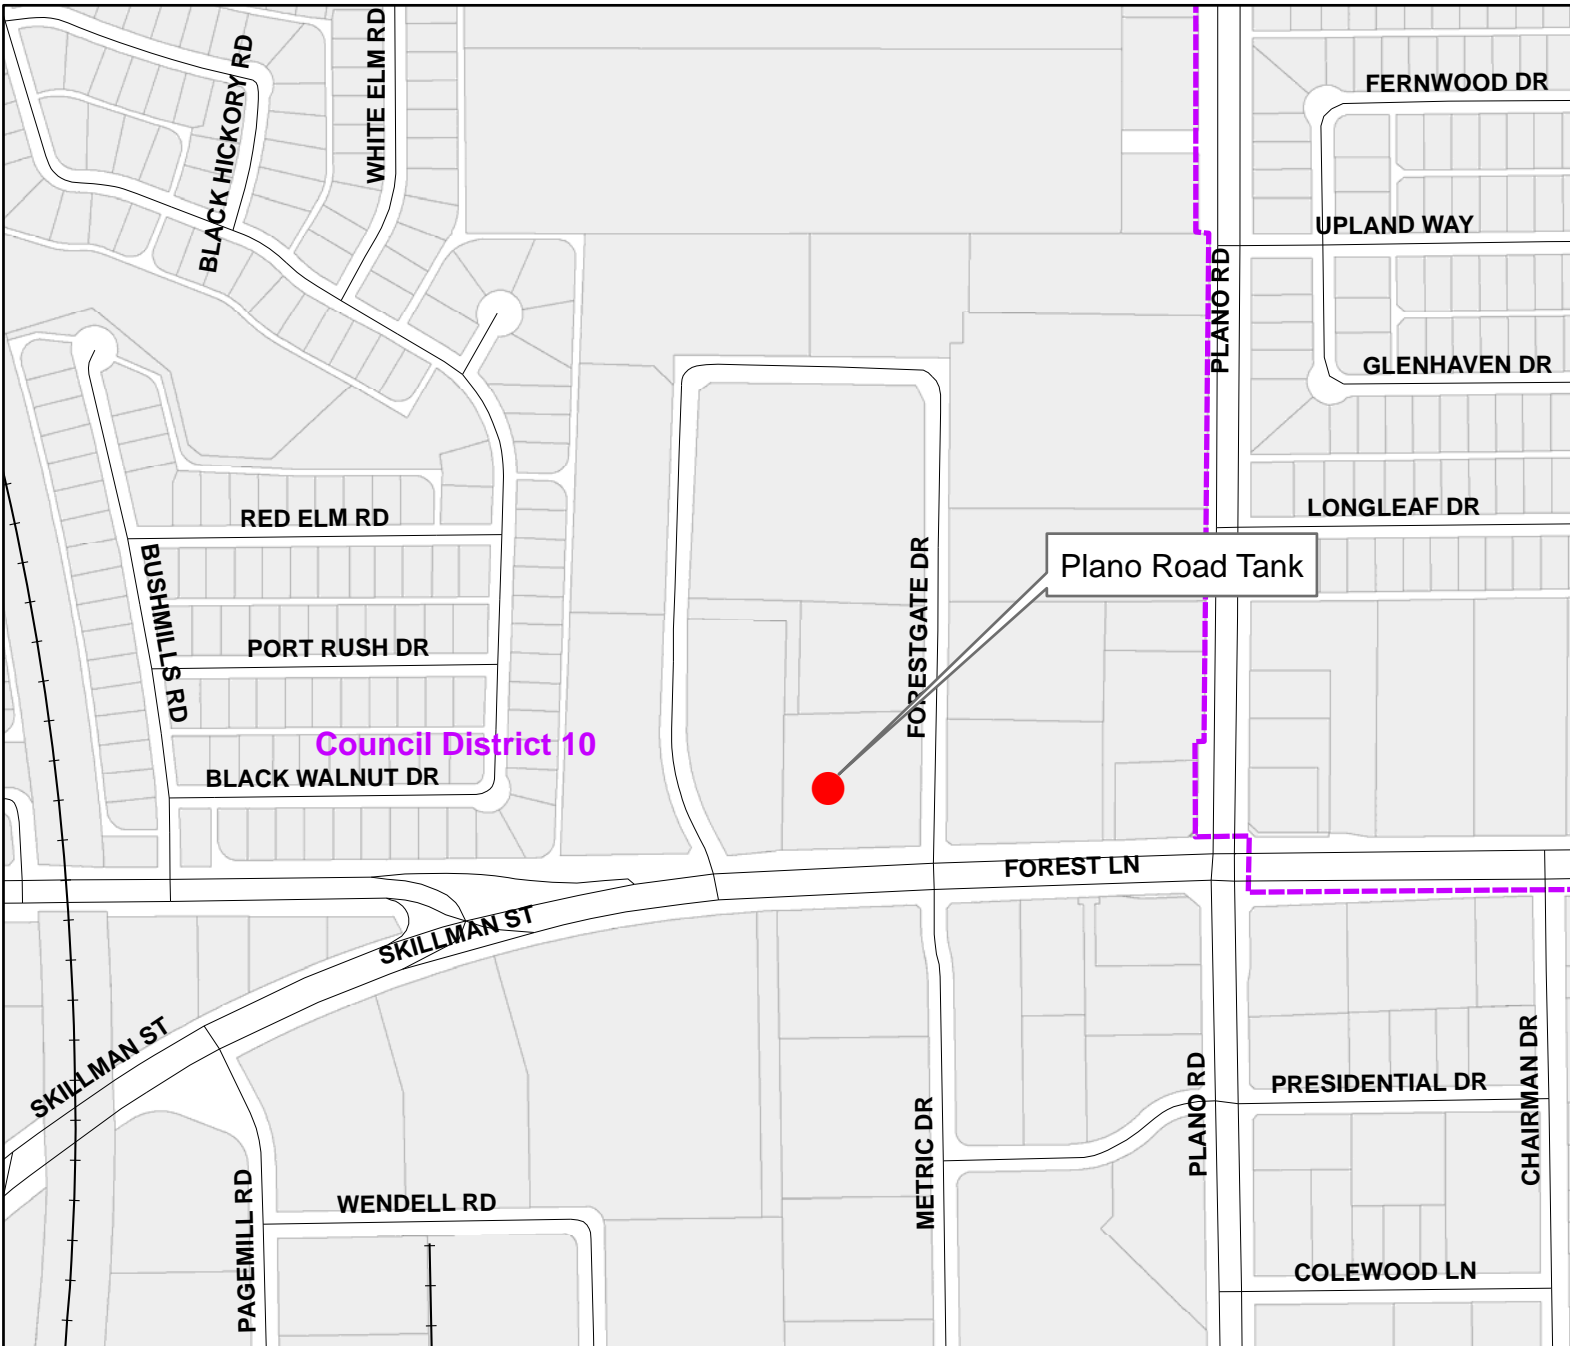 WHITE ELM RD
BLACK HICKORY RD
FERNWOOD DR
UPLAND WAY
PLANO RD
GLENHAVEN DR
LONGLEAF DR
RED ELM RD
BUSHMILLS RD
FORESTGATE DR
Plano Road Tank
PORT RUSH DR
Council District 10
BLACK WALNUT DR
FOREST LN
SKILLMAN ST
SKILLMAN ST
PLANO RD
PRESIDENTIAL DR
CHAIRMAN DR
METRIC DR
PAGEMILL RD
WENDELL RD
COLEWOOD LN